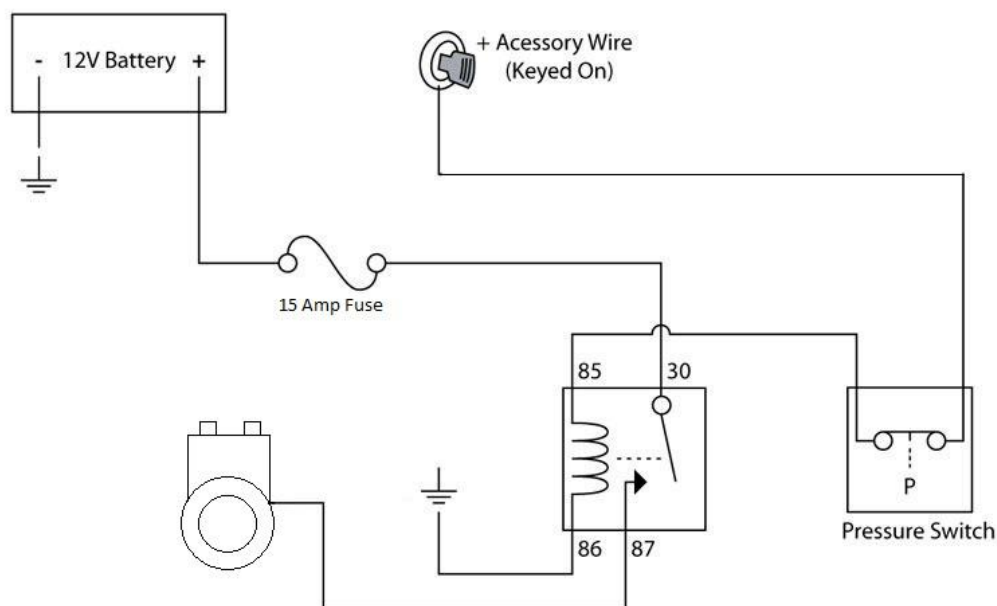 - 12V Battery +
+ Acessory Wire
(Keyed On)
15 Amp Fuse
85 30
86 87
P
Pressure Switch